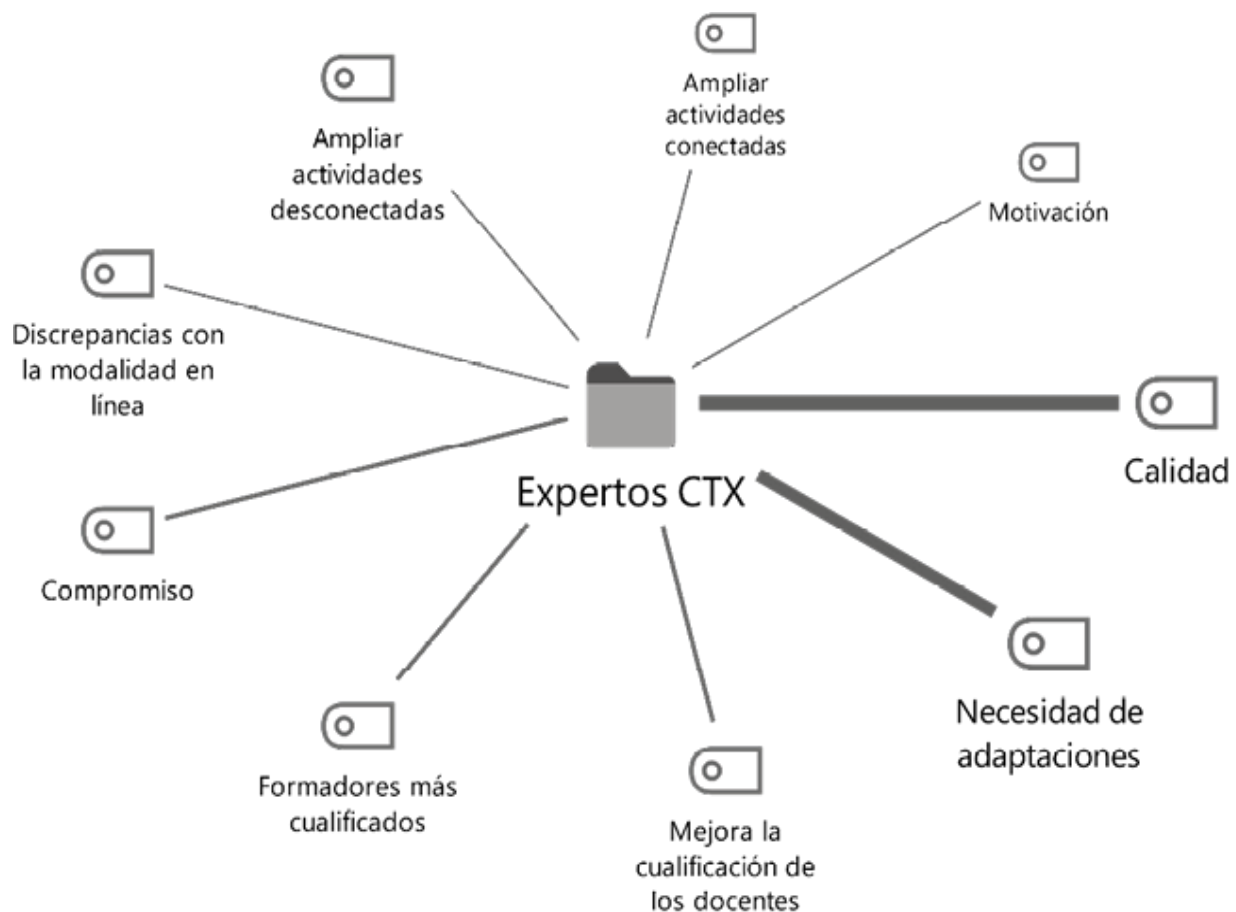 Ampliar
actividades
conectadas
Ampliar
actividades
desconectadas
Motivación
Discrepancias con
la modalidad en
línea
Calidad
Expertos CTX
Compromiso
Necesidad de
adaptaciones
Formadores más
cualificados
Mejora la
cualificación de
los docentes